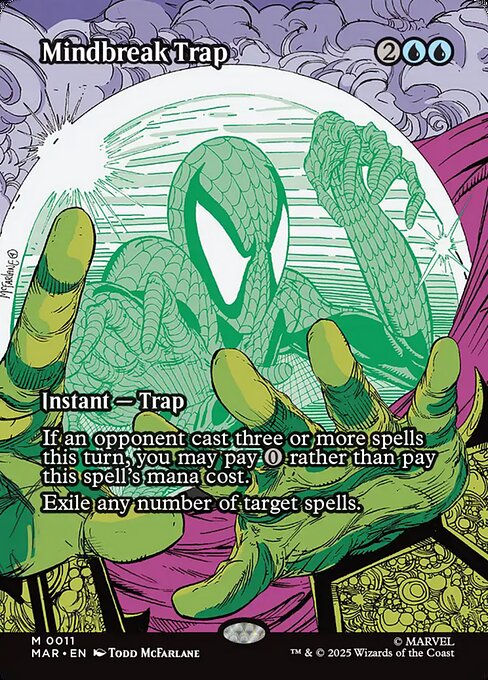 Mindbreak Trap 2
McFarlane
Instant — Trap
If an opponent cast three or more spells
this turn, you may pay 0 rather than pay
this spell's mana cost.
Exile any number of target spells.
M 0011
MAR • EN Todd McFarlane
© MARVEL
™ & © 2025 Wizards of the Coast